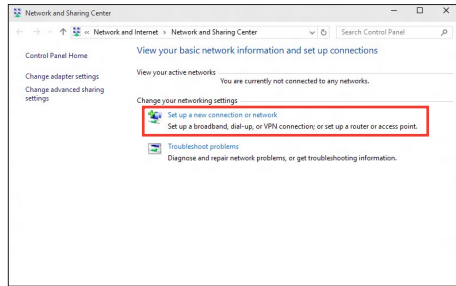 Network and Sharing Center
« Network and Internet › Network and Sharing Center
Search Control Panel
Control Panel Home
View your basic network information and set up connections
View your active networks
Change adapter settings
You are currently not connected to any networks.
Change advanced sharing
settings
Change your networking settings
Set up a new connection or network
Set up a broadband, dial-up, or VPN connection; or set up a router or access point.
Troubleshoot problems
Diagnose and repair network problems, or get troubleshooting information.